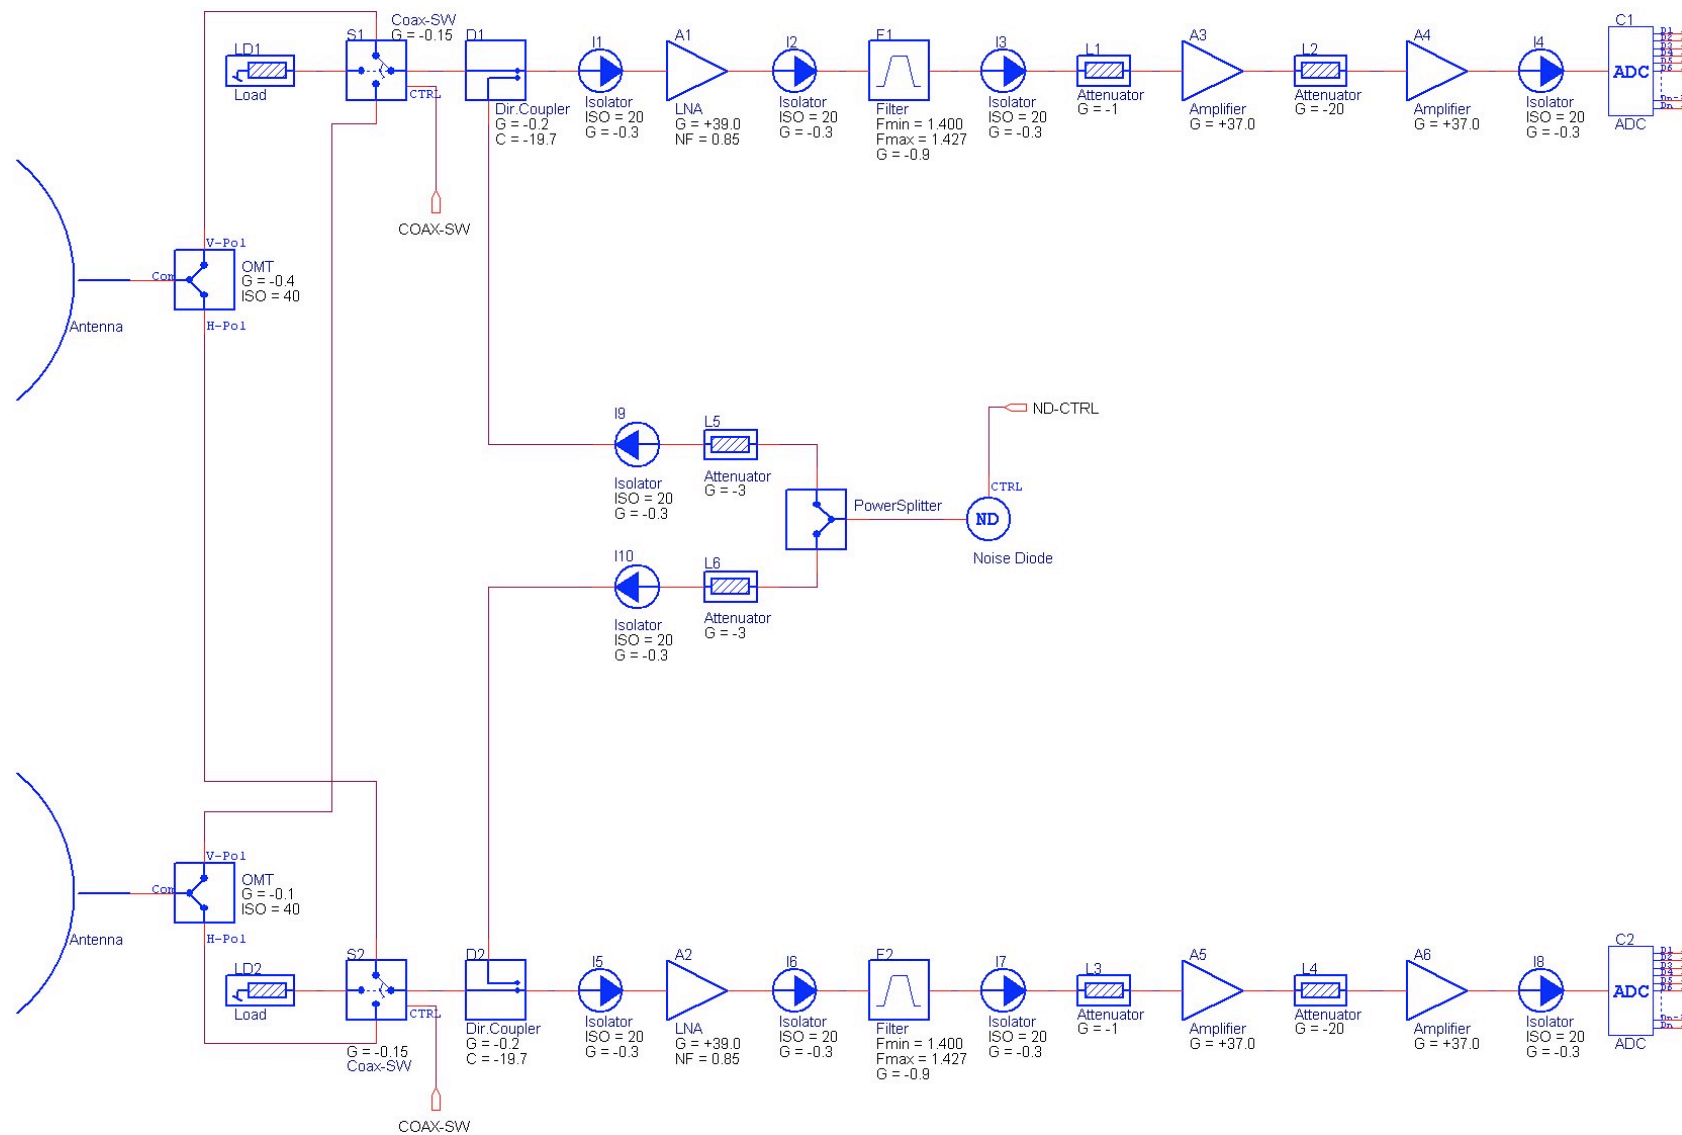 Coax-SW
G = -0.15
S1
LD1
Load
CTRL
COAX-SW
D1
Dir.Coupler
G = -0.2
C = -19.7
I1
Isolator
ISO = 20
G = -0.3
A1
LNA
G = +39.0
NF = 0.85
I2
Isolator
ISO = 20
G = -0.3
F1
Filter
Fmin = 1.400
Fmax = 1.427
G = -0.9
I3
Isolator
ISO = 20
G = -0.3
L1
Attenuator
G = -1
A3
Amplifier
G = +37.0
L2
Attenuator
G = -20
A4
Amplifier
G = +37.0
I4
Isolator
ISO = 20
G = -0.3
C1
ADC
ADC
V-Pol
Com
OMT
G = -0.4
ISO = 40
H-Pol
Antenna
I9
Isolator
ISO = 20
G = -0.3
L5
Attenuator
G = -3
ND-CTRL
CTRL
PowerSplitter
ND
Noise Diode
I10
Isolator
ISO = 20
G = -0.3
L6
Attenuator
G = -3
V-Pol
Com
OMT
G = -0.1
ISO = 40
H-Pol
Antenna
LD2
Load
S2
CTRL
G = -0.15
Coax-SW
COAX-SW
D2
Dir.Coupler
G = -0.2
C = -19.7
I5
Isolator
ISO = 20
G = -0.3
A2
LNA
G = +39.0
NF = 0.85
I6
Isolator
ISO = 20
G = -0.3
F2
Filter
Fmin = 1.400
Fmax = 1.427
G = -0.9
I7
Isolator
ISO = 20
G = -0.3
L3
Attenuator
G = -1
A5
Amplifier
G = +37.0
L4
Attenuator
G = -20
A6
Amplifier
G = +37.0
I8
Isolator
ISO = 20
G = -0.3
C2
ADC
ADC